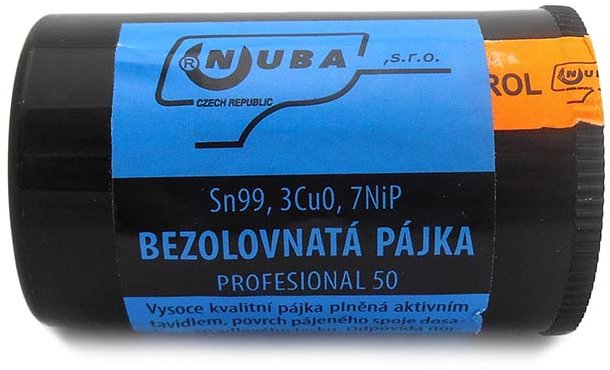 ® NUBA ,s.r.o.
CZECH REPUBLIC
ROL NUBA
Sn99, 3Cu0, 7NiP
BEZOLOVNATÁ PÁJKA
PROFESIONAL 50
Vysoce kvalitní pájka plněná aktivním
tavidlem, povrch pájeného spoje dosa-